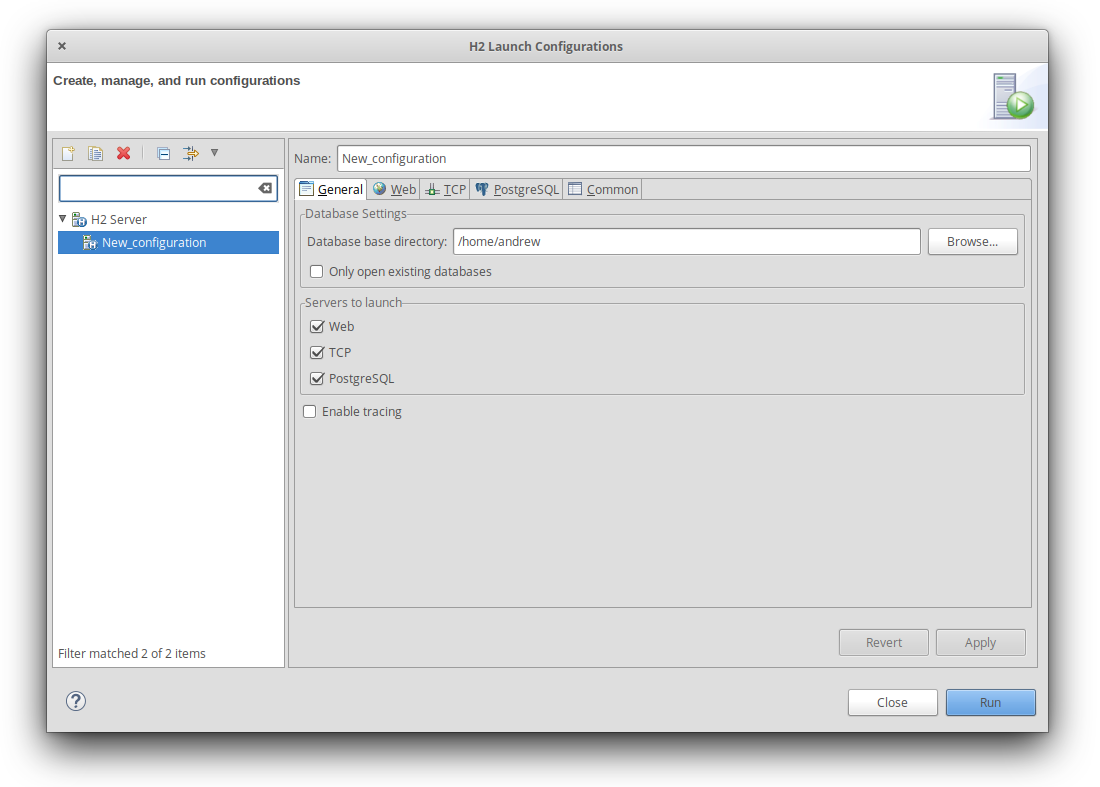 H2 Launch Configurations
Create, manage, and run configurations
Name: New_configuration
General Web TCP PostgreSQL Common
Database Settings
Database base directory: /home/andrew Browse...
Only open existing databases
Servers to launch
Web
TCP
PostgreSQL
Enable tracing
H2 Server
New_configuration
Filter matched 2 of 2 items
Revert Apply
Close Run